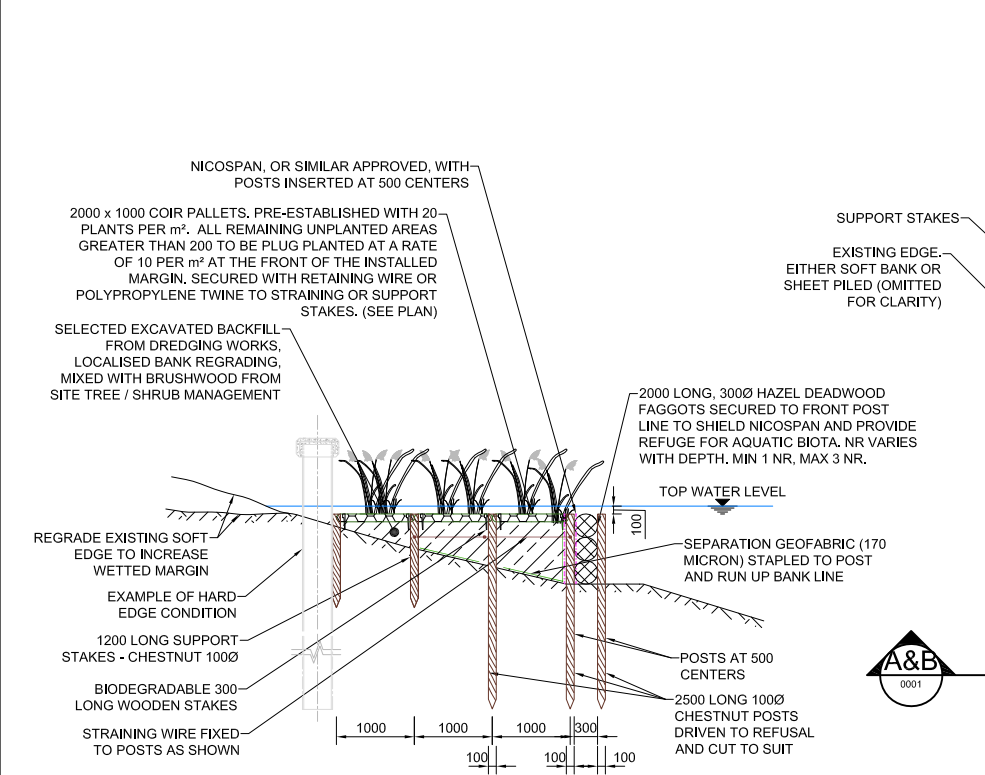 NICOSPAN, OR SIMILAR APPROVED, WITH
POSTS INSERTED AT 500 CENTERS
2000 x 1000 COIR PALLETS. PRE-ESTABLISHED WITH 20
PLANTS PER m². ALL REMAINING UNPLANTED AREAS
GREATER THAN 200 TO BE PLUG PLANTED AT A RATE
OF 10 PER m² AT THE FRONT OF THE INSTALLED
MARGIN. SECURED WITH RETAINING WIRE OR
POLYPROPYLENE TWINE TO STRAINING OR SUPPORT
STAKES. (SEE PLAN)
SELECTED EXCAVATED BACKFILL
FROM DREDGING WORKS,
LOCALISED BANK REGRADING,
MIXED WITH BRUSHWOOD FROM
SITE TREE / SHRUB MANAGEMENT
SUPPORT STAKES
EXISTING EDGE.
EITHER SOFT BANK OR
SHEET PILED (OMITTED
FOR CLARITY)
2000 LONG, 300Ø HAZEL DEADWOOD
FAGGOTS SECURED TO FRONT POST
LINE TO SHIELD NICOSPAN AND PROVIDE
REFUGE FOR AQUATIC BIOTA. NR VARIES
WITH DEPTH. MIN 1 NR, MAX 3 NR.
TOP WATER LEVEL
100
REGRADE EXISTING SOFT
EDGE TO INCREASE
WETTED MARGIN
EXAMPLE OF HARD
EDGE CONDITION
1200 LONG SUPPORT
STAKES - CHESTNUT 100Ø
BIODEGRADABLE 300
LONG WOODEN STAKES
STRAINING WIRE FIXED
TO POSTS AS SHOWN
SEPARATION GEOFABRIC (170
MICRON) STAPLED TO POST
AND RUN UP BANK LINE
POSTS AT 500
CENTERS
2500 LONG 100Ø
CHESTNUT POSTS
DRIVEN TO REFUSAL
AND CUT TO SUIT
A&B
0001
1000 1000 1000 300
100 100 100